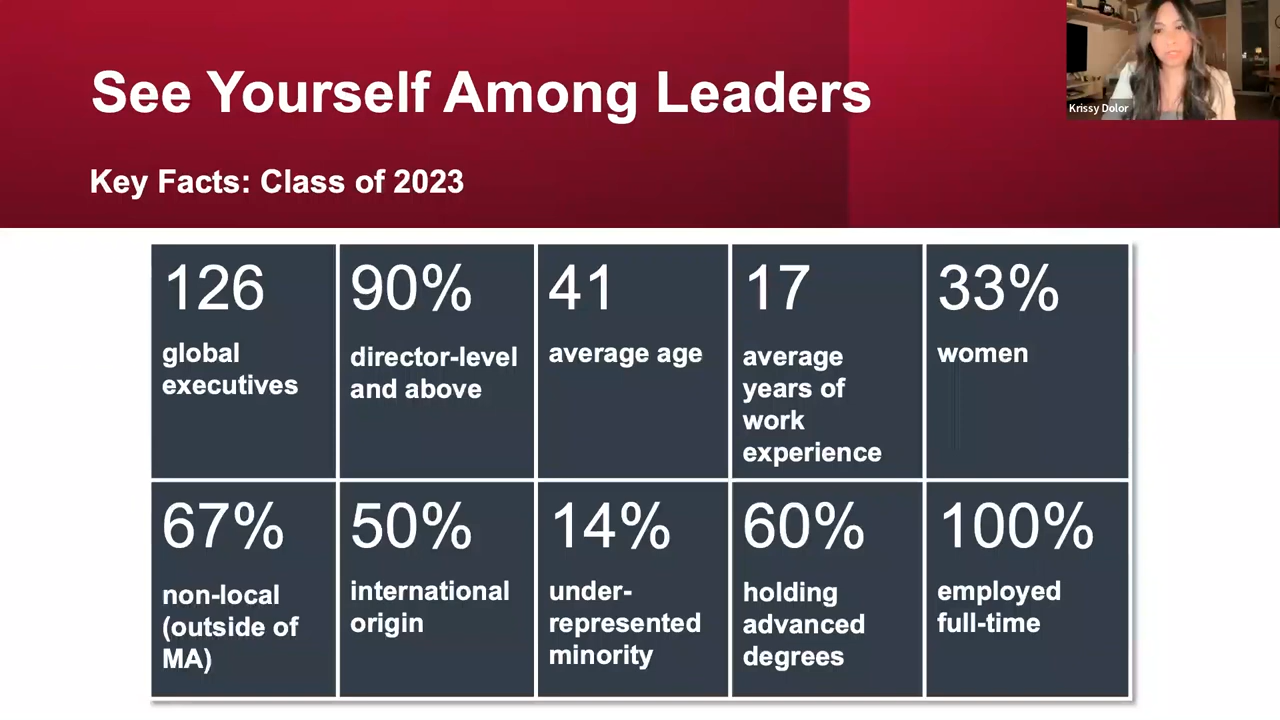 See Yourself Among Leaders
Krissy Dolor
Key Facts: Class of 2023
126
global
executives
90%
director-level
and above
41
average age
17
average
years of
work
experience
33%
women
67%
non-local
(outside of
MA)
50%
international
origin
14%
under-
represented
minority
60%
holding
advanced
degrees
100%
employed
full-time